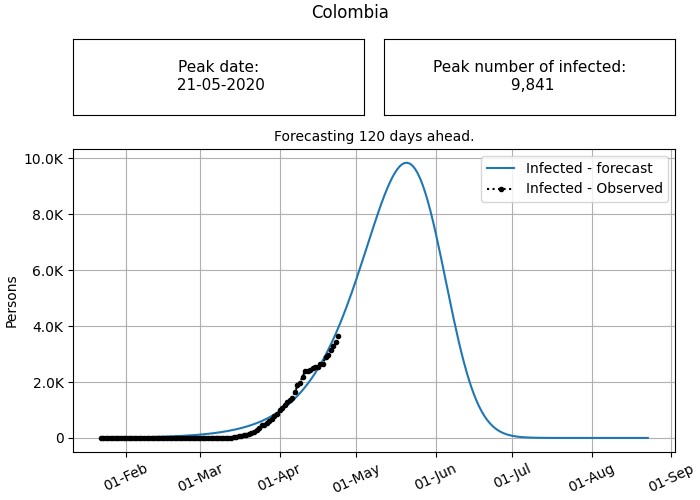 Colombia
Peak date:
21-05-2020
Peak number of infected:
9,841
Forecasting 120 days ahead.
Infected - forecast
Infected - Observed
Persons
10.0K
8.0K
6.0K
4.0K
2.0K
0
01-Feb
01-Mar
01-Apr
01-May
01-Jun
01-Jul
01-Aug
01-Sep